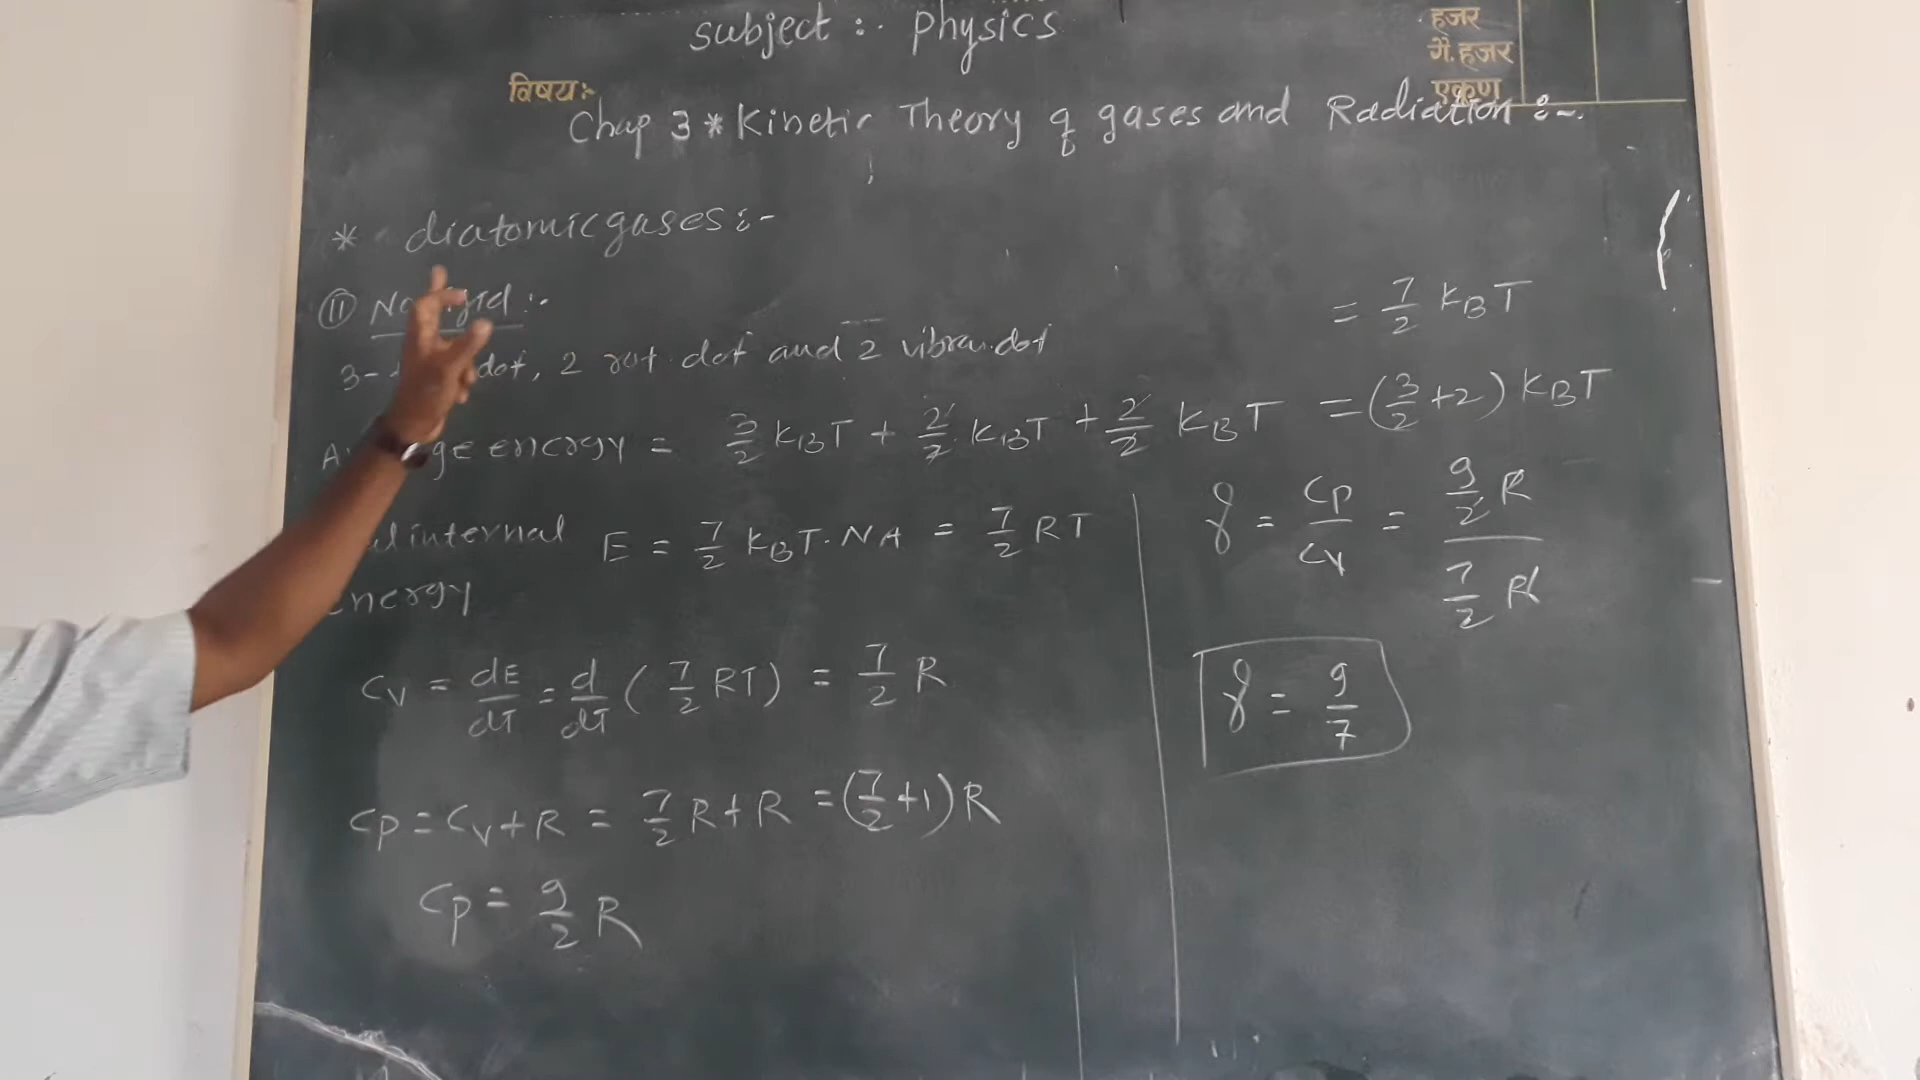 Subject :- Physics
हजर
गै. हजर
एकूण
विषय:-
Chap 3 * Kinetic Theory of gases and Radiation :-
* diatomic gases :-
(II)
3- dof, 2 rot. dof and 2 vibra. dof
energy = 3/2 KBT + 2/2 KBT + 2/2 KBT = (3/2 + 2) KBT
= 7/2 KBT
internal energy E = 7/2 KBT. NA = 7/2 RT
CV = dE/dT = d/dT ( 7/2 RT) = 7/2 R
CP = CV + R = 7/2 R + R = (7/2 + 1) R
CP = 9/2 R
γ = CP/CV = 9/2 R / 7/2 R
γ = 9/7